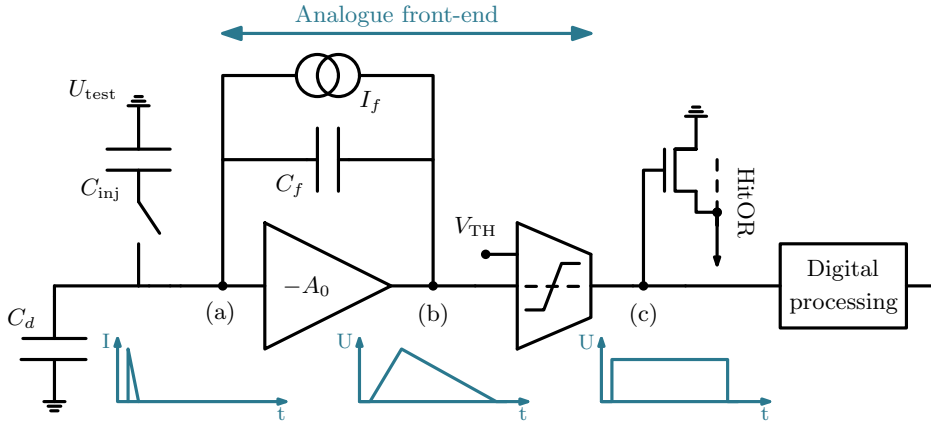 Analogue front-end
U_test
I_f
C_inj
C_f
HitOR
V_TH
-A_0
Digital
processing
(a)
(b)
(c)
C_d
I
t
U
t
t